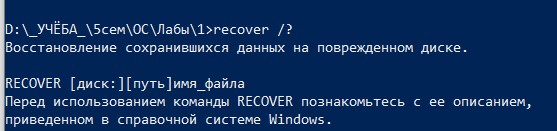 D:\_УЧЁБА_\5сем\ОС\Лабы\1>recover /?
Восстановление сохранившихся данных на поврежденном диске.
RECOVER [диск:][путь]имя_файла
Перед использованием команды RECOVER познакомьтесь с ее описанием,
приведенном в справочной системе Windows.